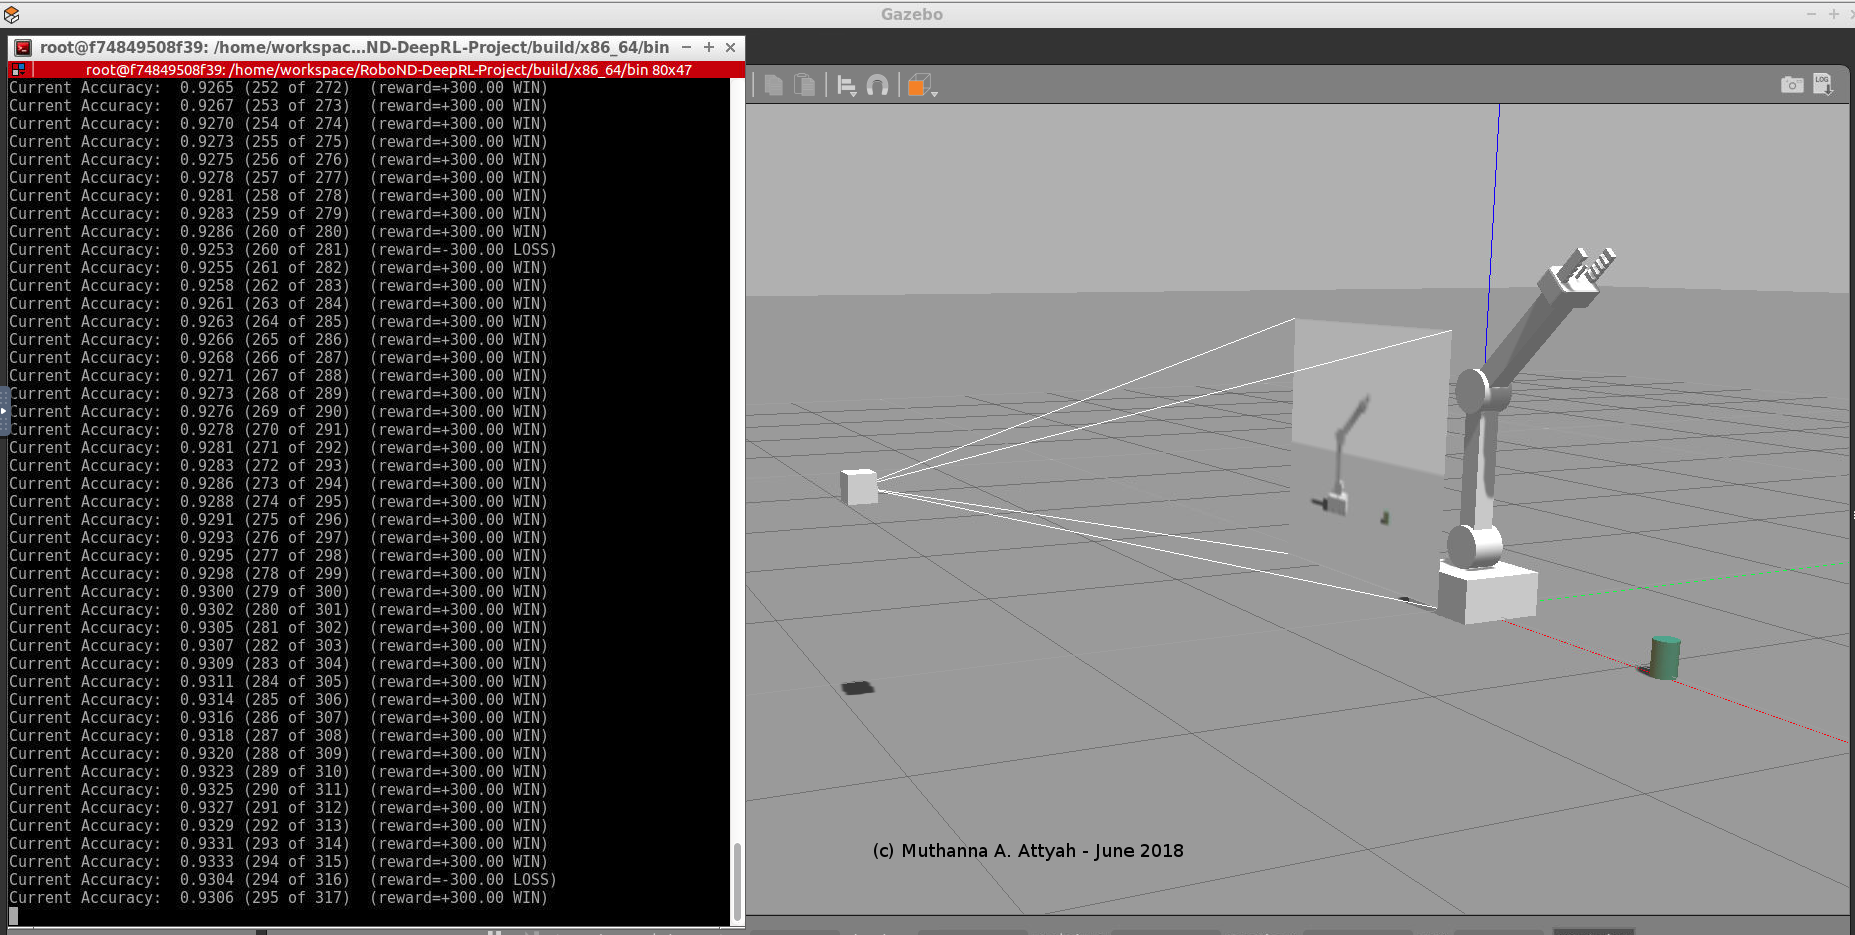 Gazebo
root@f74849508f39: /home/workspac...ND-DeepRL-Project/build/x86_64/bin
root@f74849508f39: /home/workspace/RoboND-DeepRL-Project/build/x86_64/bin 80x47
LOG
Current Accuracy:  0.9265 (252 of 272)  (reward=+300.00 WIN)
Current Accuracy:  0.9267 (253 of 273)  (reward=+300.00 WIN)
Current Accuracy:  0.9270 (254 of 274)  (reward=+300.00 WIN)
Current Accuracy:  0.9273 (255 of 275)  (reward=+300.00 WIN)
Current Accuracy:  0.9275 (256 of 276)  (reward=+300.00 WIN)
Current Accuracy:  0.9278 (257 of 277)  (reward=+300.00 WIN)
Current Accuracy:  0.9281 (258 of 278)  (reward=+300.00 WIN)
Current Accuracy:  0.9283 (259 of 279)  (reward=+300.00 WIN)
Current Accuracy:  0.9286 (260 of 280)  (reward=+300.00 WIN)
Current Accuracy:  0.9253 (260 of 281)  (reward=-300.00 LOSS)
Current Accuracy:  0.9255 (261 of 282)  (reward=+300.00 WIN)
Current Accuracy:  0.9258 (262 of 283)  (reward=+300.00 WIN)
Current Accuracy:  0.9261 (263 of 284)  (reward=+300.00 WIN)
Current Accuracy:  0.9263 (264 of 285)  (reward=+300.00 WIN)
Current Accuracy:  0.9266 (265 of 286)  (reward=+300.00 WIN)
Current Accuracy:  0.9268 (266 of 287)  (reward=+300.00 WIN)
Current Accuracy:  0.9271 (267 of 288)  (reward=+300.00 WIN)
Current Accuracy:  0.9273 (268 of 289)  (reward=+300.00 WIN)
Current Accuracy:  0.9276 (269 of 290)  (reward=+300.00 WIN)
Current Accuracy:  0.9278 (270 of 291)  (reward=+300.00 WIN)
Current Accuracy:  0.9281 (271 of 292)  (reward=+300.00 WIN)
Current Accuracy:  0.9283 (272 of 293)  (reward=+300.00 WIN)
Current Accuracy:  0.9286 (273 of 294)  (reward=+300.00 WIN)
Current Accuracy:  0.9288 (274 of 295)  (reward=+300.00 WIN)
Current Accuracy:  0.9291 (275 of 296)  (reward=+300.00 WIN)
Current Accuracy:  0.9293 (276 of 297)  (reward=+300.00 WIN)
Current Accuracy:  0.9295 (277 of 298)  (reward=+300.00 WIN)
Current Accuracy:  0.9298 (278 of 299)  (reward=+300.00 WIN)
Current Accuracy:  0.9300 (279 of 300)  (reward=+300.00 WIN)
Current Accuracy:  0.9302 (280 of 301)  (reward=+300.00 WIN)
Current Accuracy:  0.9305 (281 of 302)  (reward=+300.00 WIN)
Current Accuracy:  0.9307 (282 of 303)  (reward=+300.00 WIN)
Current Accuracy:  0.9309 (283 of 304)  (reward=+300.00 WIN)
Current Accuracy:  0.9311 (284 of 305)  (reward=+300.00 WIN)
Current Accuracy:  0.9314 (285 of 306)  (reward=+300.00 WIN)
Current Accuracy:  0.9316 (286 of 307)  (reward=+300.00 WIN)
Current Accuracy:  0.9318 (287 of 308)  (reward=+300.00 WIN)
Current Accuracy:  0.9320 (288 of 309)  (reward=+300.00 WIN)
Current Accuracy:  0.9323 (289 of 310)  (reward=+300.00 WIN)
Current Accuracy:  0.9325 (290 of 311)  (reward=+300.00 WIN)
Current Accuracy:  0.9327 (291 of 312)  (reward=+300.00 WIN)
Current Accuracy:  0.9329 (292 of 313)  (reward=+300.00 WIN)
Current Accuracy:  0.9331 (293 of 314)  (reward=+300.00 WIN)
Current Accuracy:  0.9333 (294 of 315)  (reward=+300.00 WIN)
Current Accuracy:  0.9304 (294 of 316)  (reward=-300.00 LOSS)
Current Accuracy:  0.9306 (295 of 317)  (reward=+300.00 WIN)
(c) Muthanna A. Attyah - June 2018